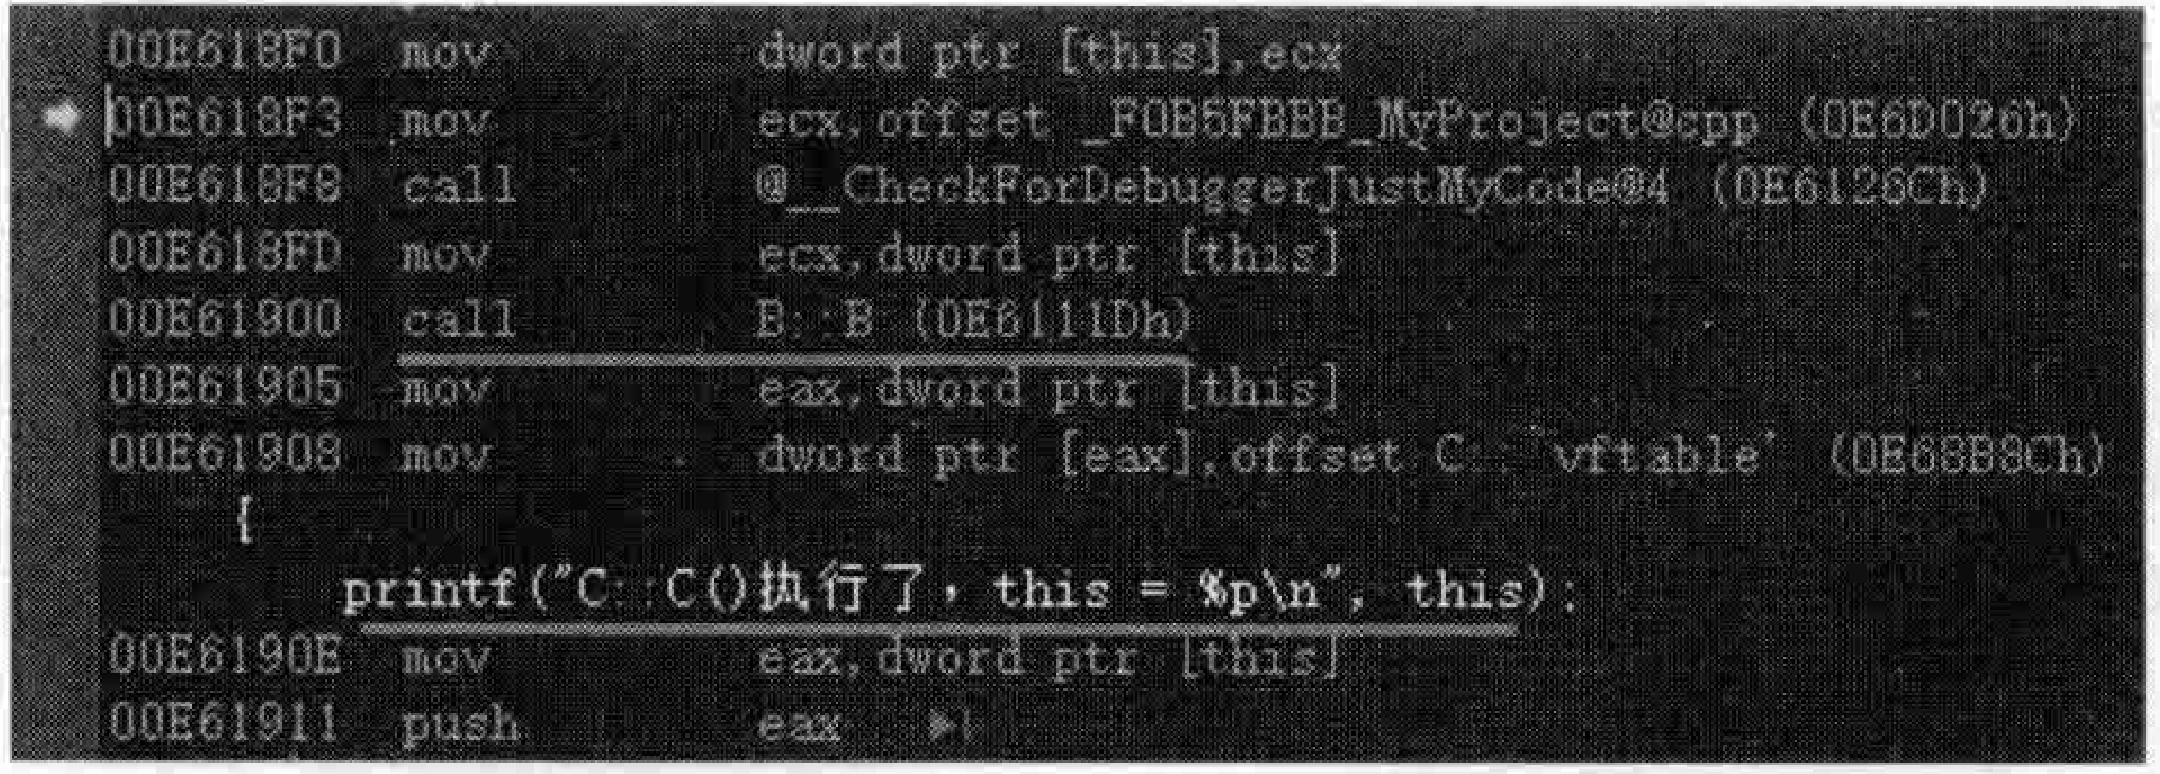 00E618F0 mov dword ptr [this],ecx
00E618F3 mov ecx,offset _F0B5FBBB_MyProject@cpp (0E6D026h)
00E618F8 call @__CheckForDebuggerJustMyCode@4 (0E6126Ch)
00E618FD mov ecx,dword ptr [this]
00E61900 call B::B (0E6111Dh)
00E61905 mov eax,dword ptr [this]
00E61908 mov dword ptr [eax],offset C::`vftable' (0E68B9Ch)
{
printf("C::C()执行了，this = %p\n", this);
00E6190E mov eax,dword ptr [this]
00E61911 push eax